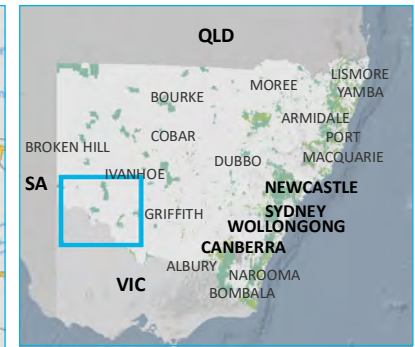 QLD
LISMORE
MOREE
YAMBA
BOURKE
ARMIDALE
COBAR
PORT
MACQUARIE
BROKEN HILL
DUBBO
IVANHOE
SA
NEWCASTLE
GRIFFITH
SYDNEY
WOLLONGONG
CANBERRA
ALBURY
NAROOMA
VIC
BOMBALA